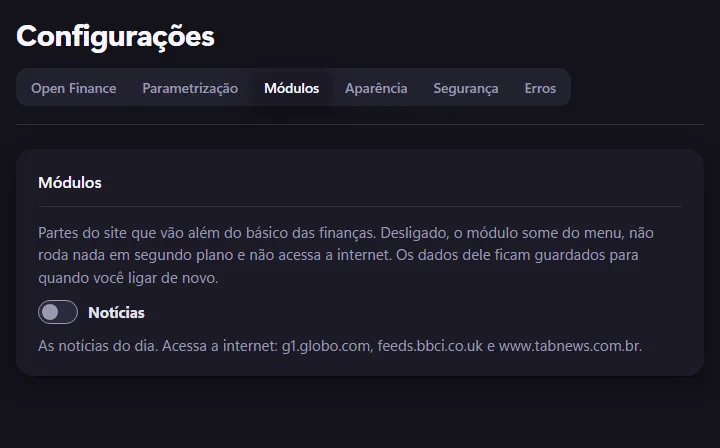 Configurações
Open Finance Parametrização Módulos Aparência Segurança Erros
Módulos
Partes do site que vão além do básico das finanças. Desligado, o módulo some do menu, não
roda nada em segundo plano e não acessa a internet. Os dados dele ficam guardados para
quando você ligar de novo.
Notícias
As notícias do dia. Acessa a internet: g1.globo.com, feeds.bbci.co.uk e www.tabnews.com.br.